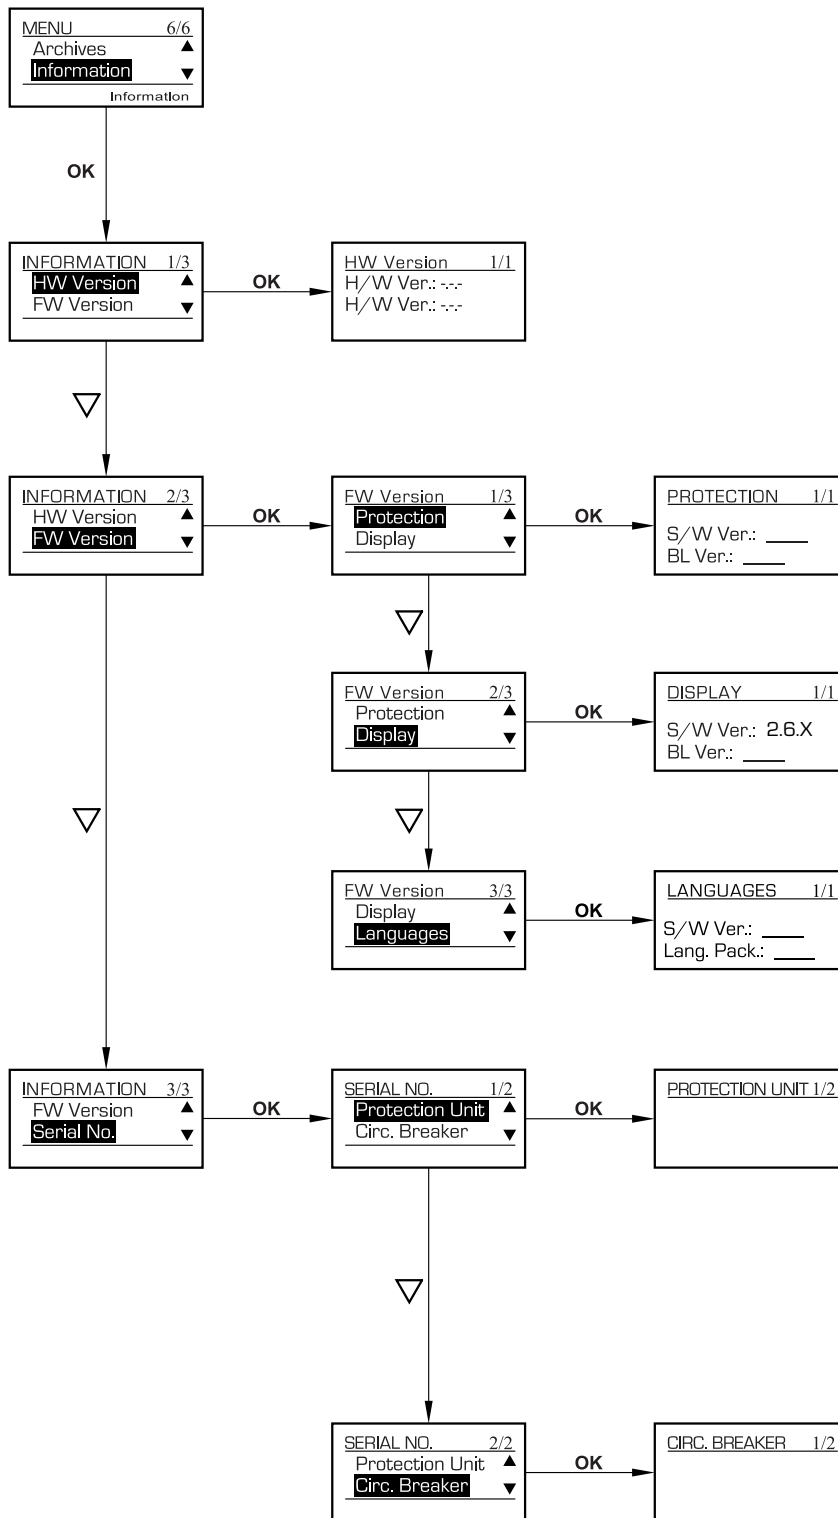 MENU 6/6
Archives ▲
Information ▼
Information
OK
INFORMATION 1/3
HW Version ▲
FW Version ▼
OK
HW Version 1/1
H/W Ver.: -.-.-
H/W Ver.: -.-.-
▽
INFORMATION 2/3
HW Version ▲
FW Version ▼
OK
FW Version 1/3
Protection ▲
Display ▼
OK
PROTECTION 1/1
S/W Ver.: ____
BL Ver.: ____
▽
FW Version 2/3
Protection ▲
Display ▼
OK
DISPLAY 1/1
S/W Ver.: 2.6.X
BL Ver.: ____
▽
▽
FW Version 3/3
Display ▲
Languages ▼
OK
LANGUAGES 1/1
S/W Ver.: ____
Lang. Pack.: ____
INFORMATION 3/3
FW Version ▲
Serial No. ▼
OK
SERIAL NO. 1/2
Protection Unit ▲
Circ. Breaker ▼
OK
PROTECTION UNIT 1/2
▽
SERIAL NO. 2/2
Protection Unit ▲
Circ. Breaker ▼
OK
CIRC. BREAKER 1/2